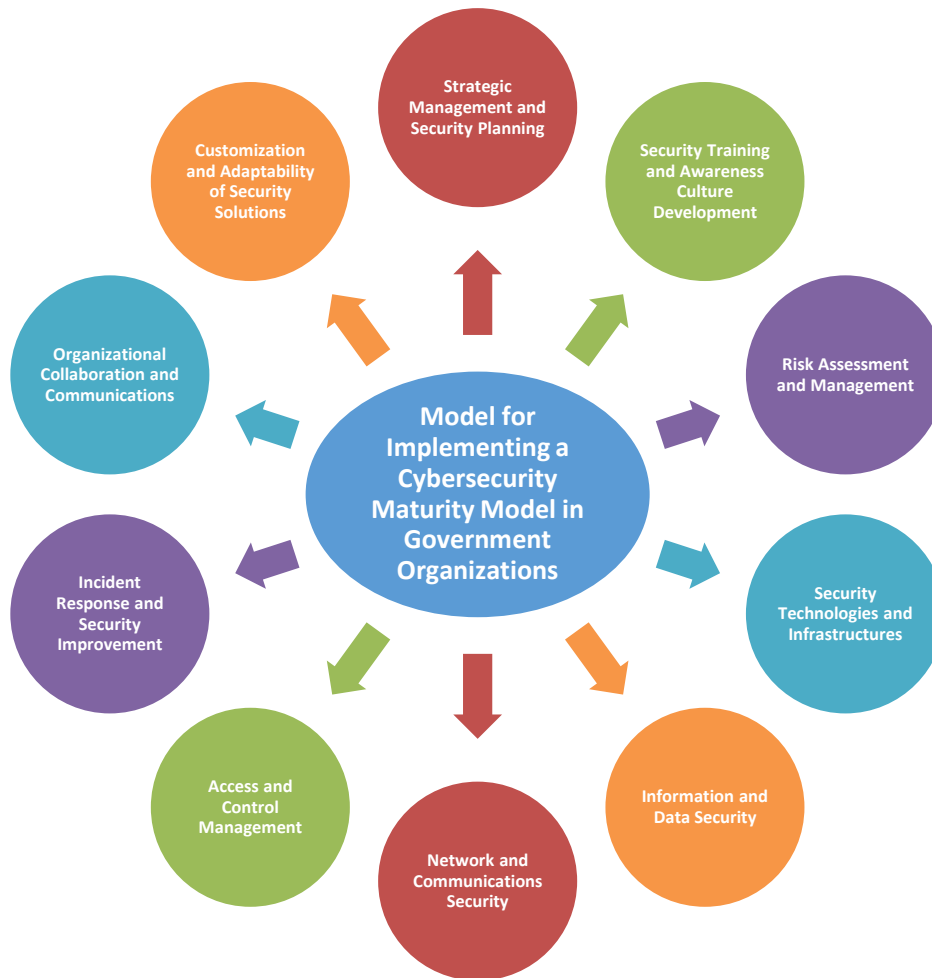 Strategic
Management and
Security Planning
Security Training
and Awareness
Culture
Development
Risk Assessment
and Management
Security
Technologies and
Infrastructures
Information and
Data Security
Network and
Communications
Security
Access and
Control
Management
Incident
Response and
Security
Improvement
Organizational
Collaboration and
Communications
Customization
and Adaptability
of Security
Solutions
Model for
Implementing a
Cybersecurity
Maturity Model in
Government
Organizations